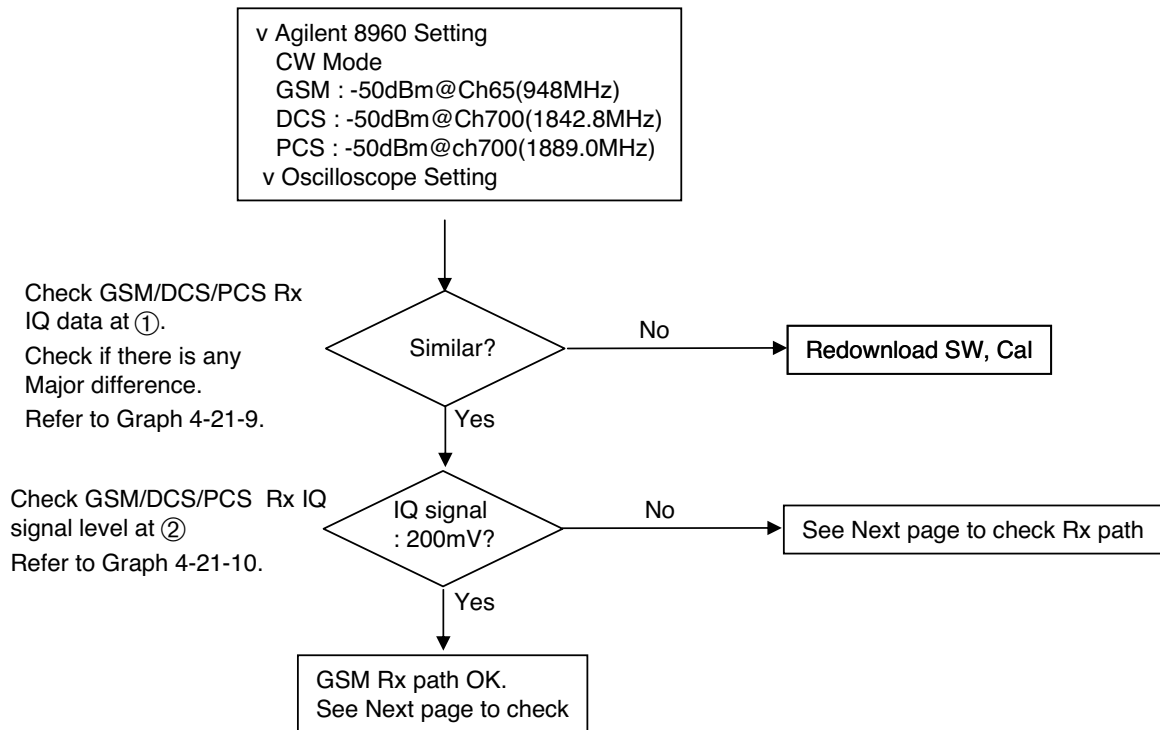 v Agilent 8960 Setting
CW Mode
GSM : -50dBm@Ch65(948MHz)
DCS : -50dBm@Ch700(1842.8MHz)
PCS : -50dBm@ch700(1889.0MHz)
v Oscilloscope Setting
Check GSM/DCS/PCS Rx
IQ data at ①.
Check if there is any
Major difference.
Refer to Graph 4-21-9.
Similar?
No
Redownload SW, Cal
Yes
Check GSM/DCS/PCS Rx IQ
signal level at ②
Refer to Graph 4-21-10.
IQ signal
: 200mV?
No
See Next page to check Rx path
Yes
GSM Rx path OK.
See Next page to check